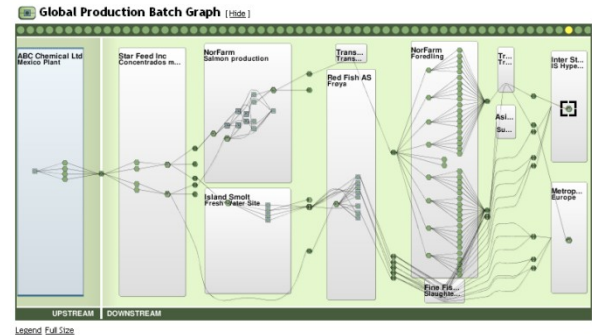 Global Production Batch Graph [Hide]
ABC Chemical Ltd
Mexico Plant
Star Feed Inc
Concentrados m...
NorFarm
Salmon production
Trans...
Trans...
Red Fish AS
Frøya
NorFarm
Foredling
Tr...
Tr...
Inter St...
IS Hype...
Asi...
Su...
Island Smolt
Fresh Water Site
Metrop...
Europe
Fine Fis...
Slaughte...
UPSTREAM DOWNSTREAM
Legend Full Size